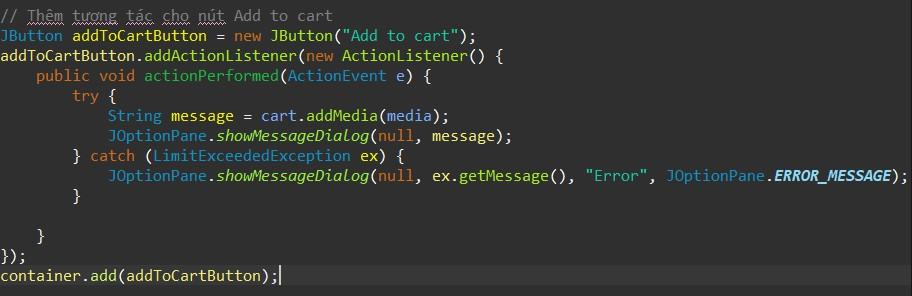 // Thêm tương tác cho nút Add to cart
JButton addToCartButton = new JButton("Add to cart");
addToCartButton.addActionListener(new ActionListener() {
    public void actionPerformed(ActionEvent e) {
        try {
            String message = cart.addMedia(media);
            JOptionPane.showMessageDialog(null, message);
        } catch (LimitExceededException ex) {
            JOptionPane.showMessageDialog(null, ex.getMessage(), "Error", JOptionPane.ERROR_MESSAGE);
        }
    }
});
container.add(addToCartButton);